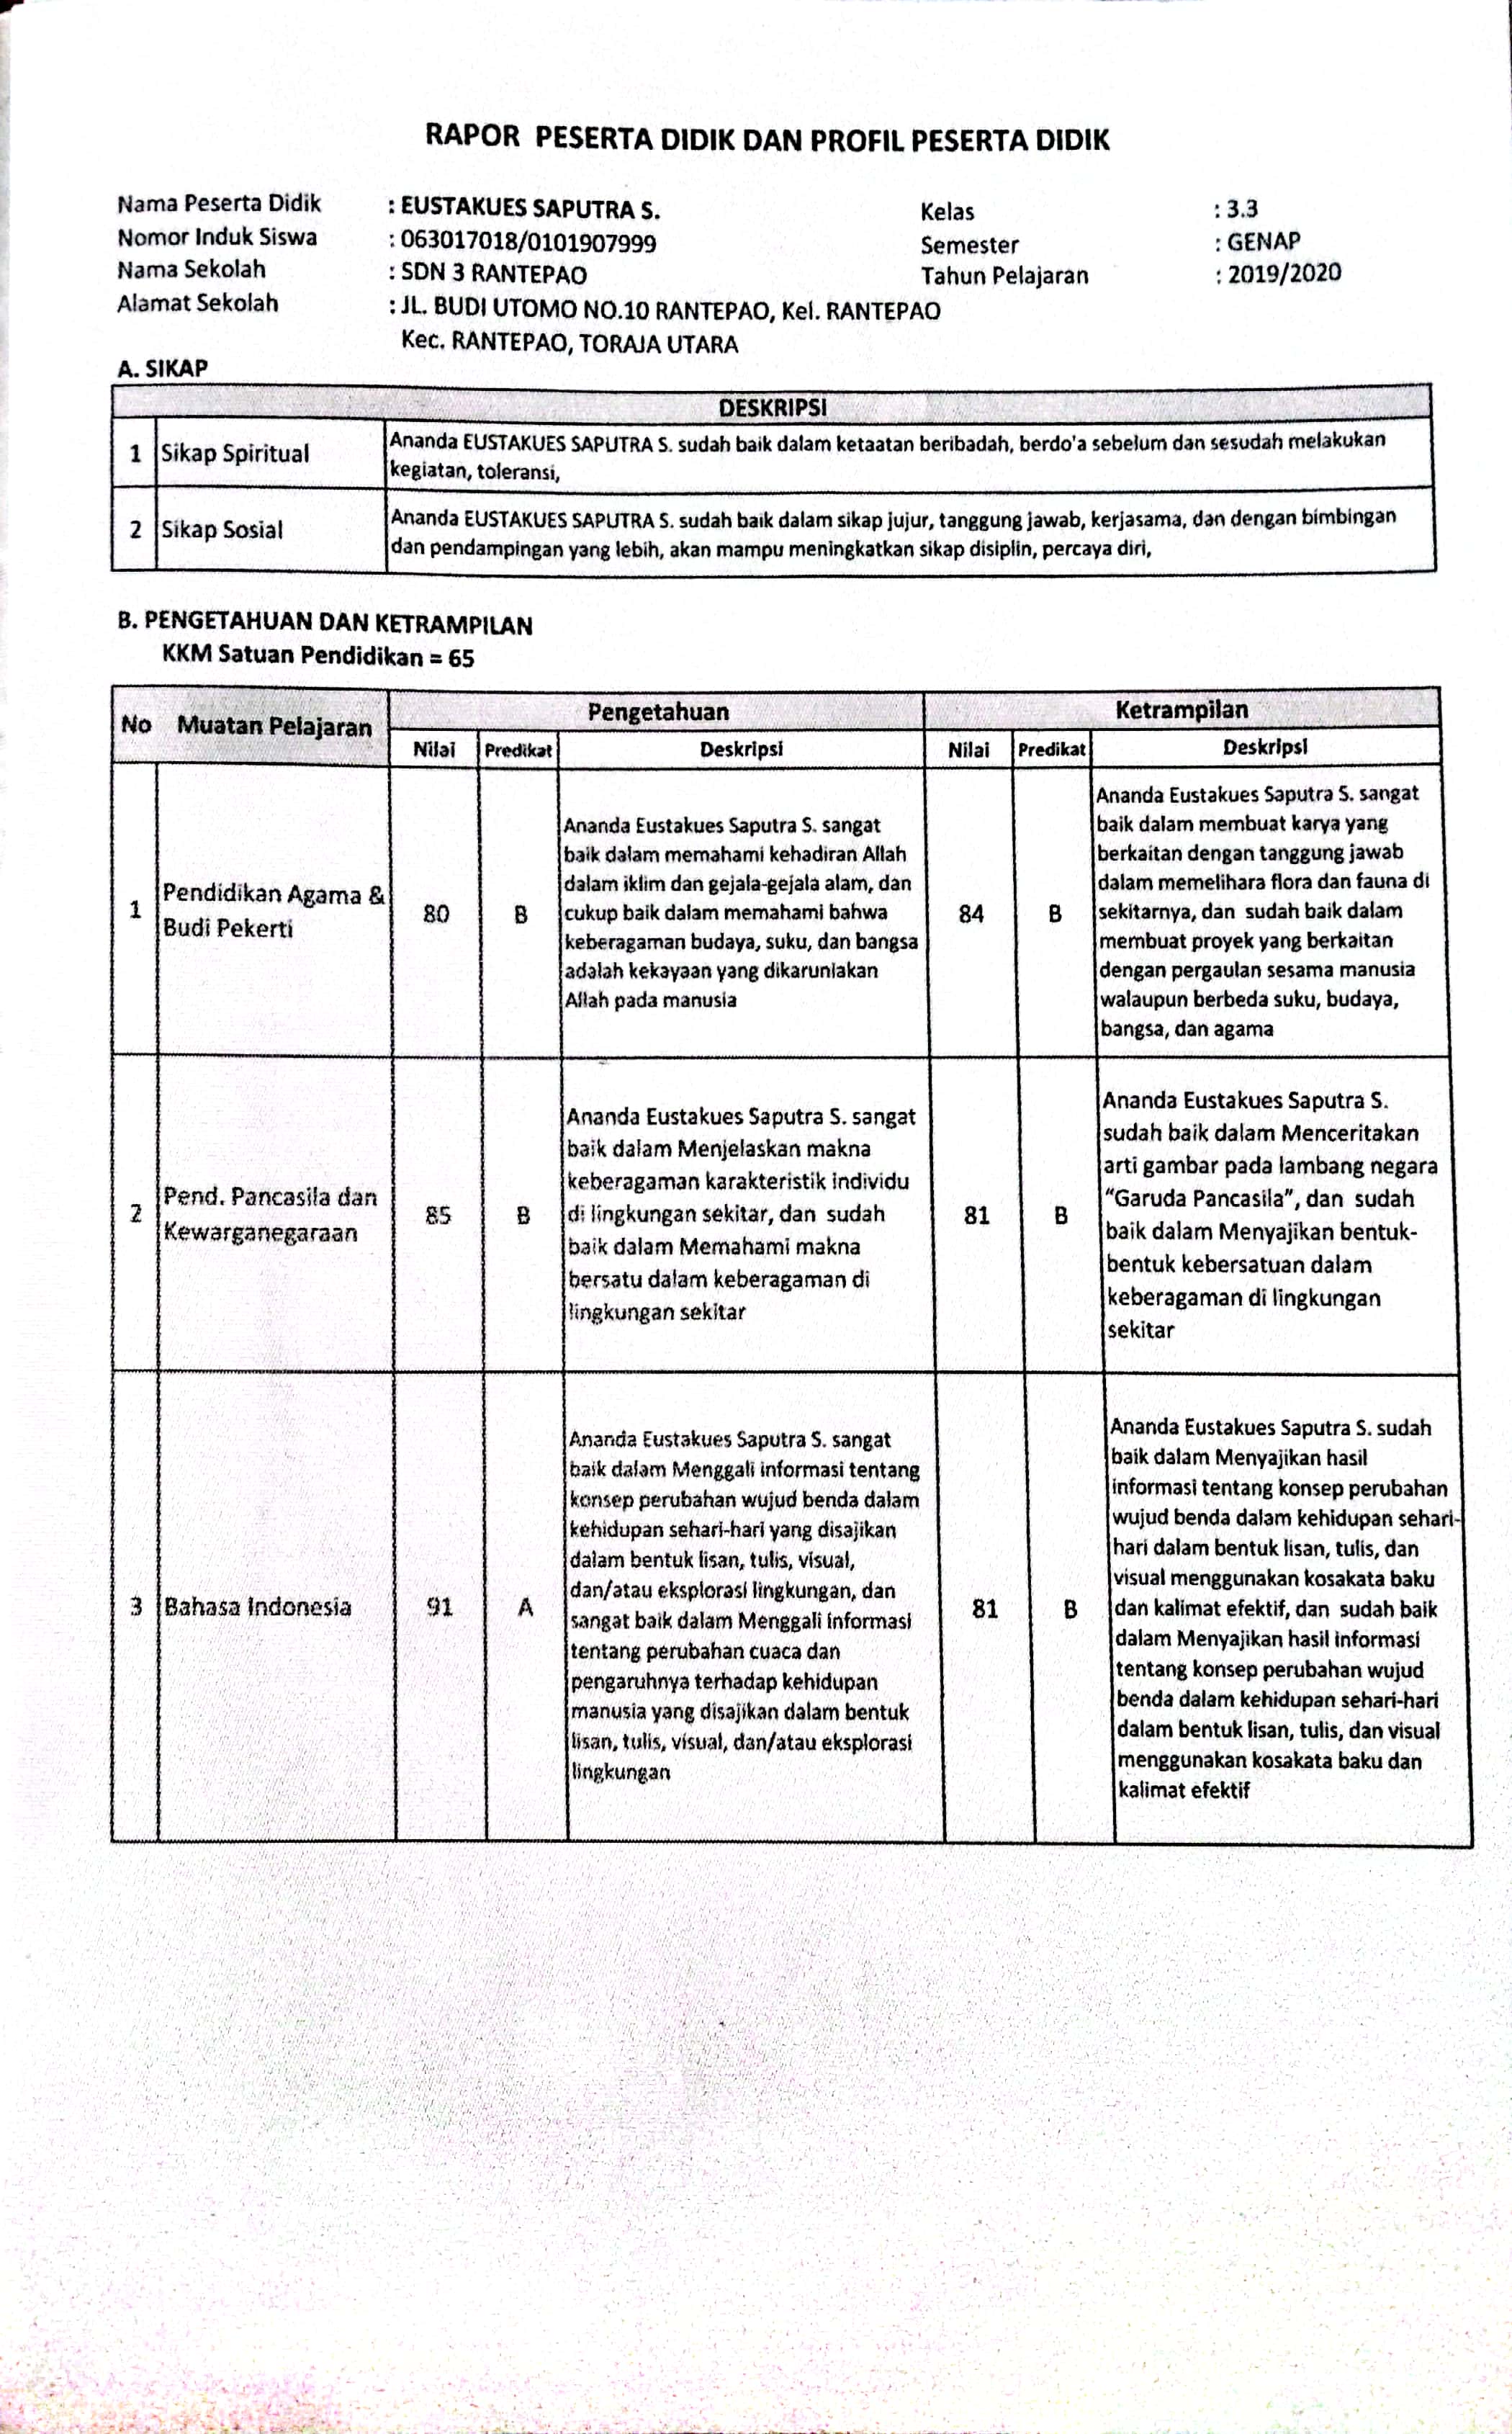 RAPOR PESERTA DIDIK DAN PROFIL PESERTA DIDIK
Nama Peserta Didik : EUSTAKUES SAPUTRA S. Kelas : 3.3
Nomor Induk Siswa : 063017018/0101907999 Semester : GENAP
Nama Sekolah : SDN 3 RANTEPAO Tahun Pelajaran : 2019/2020
Alamat Sekolah : JL. BUDI UTOMO NO.10 RANTEPAO, Kel. RANTEPAO
Kec. RANTEPAO, TORAJA UTARA
A. SIKAP
DESKRIPSI
1 Sikap Spiritual
Ananda EUSTAKUES SAPUTRA S. sudah baik dalam ketaatan beribadah, berdo'a sebelum dan sesudah melakukan
kegiatan, toleransi,
2 Sikap Sosial
Ananda EUSTAKUES SAPUTRA S. sudah baik dalam sikap jujur, tanggung jawab, kerjasama, dan dengan bimbingan
dan pendampingan yang lebih, akan mampu meningkatkan sikap disiplin, percaya diri,
B. PENGETAHUAN DAN KETRAMPILAN
KKM Satuan Pendidikan = 65
No Muatan Pelajaran Pengetahuan Ketrampilan
Nilai Predikat Deskripsi Nilai Predikat Deskripsi
1
Pendidikan Agama &
Budi Pekerti
80
B
Ananda Eustakues Saputra S. sangat
baik dalam memahami kehadiran Allah
dalam iklim dan gejala-gejala alam, dan
cukup baik dalam memahami bahwa
keberagaman budaya, suku, dan bangsa
adalah kekayaan yang dikaruniakan
Allah pada manusia
84
B
Ananda Eustakues Saputra S. sangat
baik dalam membuat karya yang
berkaitan dengan tanggung jawab
dalam memelihara flora dan fauna di
sekitarnya, dan sudah baik dalam
membuat proyek yang berkaitan
dengan pergaulan sesama manusia
walaupun berbeda suku, budaya,
bangsa, dan agama
2
Pend. Pancasila dan
Kewarganegaraan
85
B
Ananda Eustakues Saputra S. sangat
baik dalam Menjelaskan makna
keberagaman karakteristik individu
di lingkungan sekitar, dan sudah
baik dalam Memahami makna
bersatu dalam keberagaman di
lingkungan sekitar
81
B
Ananda Eustakues Saputra S.
sudah baik dalam Menceritakan
arti gambar pada lambang negara
“Garuda Pancasila”, dan sudah
baik dalam Menyajikan bentuk-
bentuk kebersatuan dalam
keberagaman di lingkungan
sekitar
3
Bahasa Indonesia
91
A
Ananda Eustakues Saputra S. sangat
baik dalam Menggali informasi tentang
konsep perubahan wujud benda dalam
kehidupan sehari-hari yang disajikan
dalam bentuk lisan, tulis, visual,
dan/atau eksplorasi lingkungan, dan
sangat baik dalam Menggali informasi
tentang perubahan cuaca dan
pengaruhnya terhadap kehidupan
manusia yang disajikan dalam bentuk
lisan, tulis, visual, dan/atau eksplorasi
lingkungan
81
B
Ananda Eustakues Saputra S. sudah
baik dalam Menyajikan hasil
informasi tentang konsep perubahan
wujud benda dalam kehidupan sehari-
hari dalam bentuk lisan, tulis, dan
visual menggunakan kosakata baku
dan kalimat efektif, dan sudah baik
dalam Menyajikan hasil informasi
tentang konsep perubahan wujud
benda dalam kehidupan sehari-hari
dalam bentuk lisan, tulis, dan visual
menggunakan kosakata baku dan
kalimat efektif